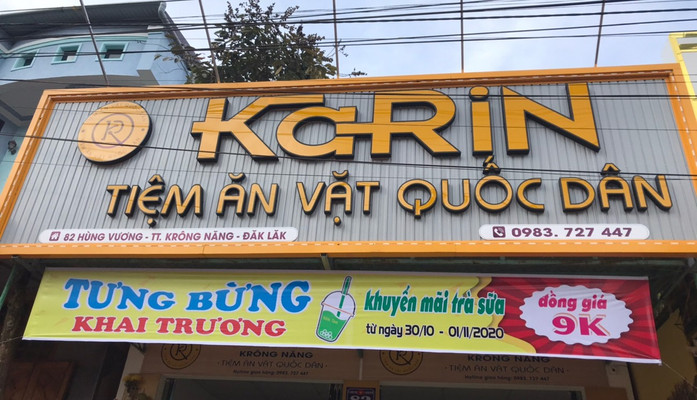 KaRiN
TIỆM ĂN VẶT QUỐC DÂN
82 HÙNG VƯƠNG - TT. KRÔNG NĂNG - ĐĂK LĂK
0983. 727 447
TƯNG BỪNG
KHAI TRƯƠNG
khuyến mãi trà sữa
từ ngày 30/10 - 01/11/2020
đồng giá
9K
KRÔNG NĂNG
TIỆM ĂN VẶT QUỐC DÂN
KRÔNG NĂNG
TIỆM ĂN VẶT QUỐC DÂN